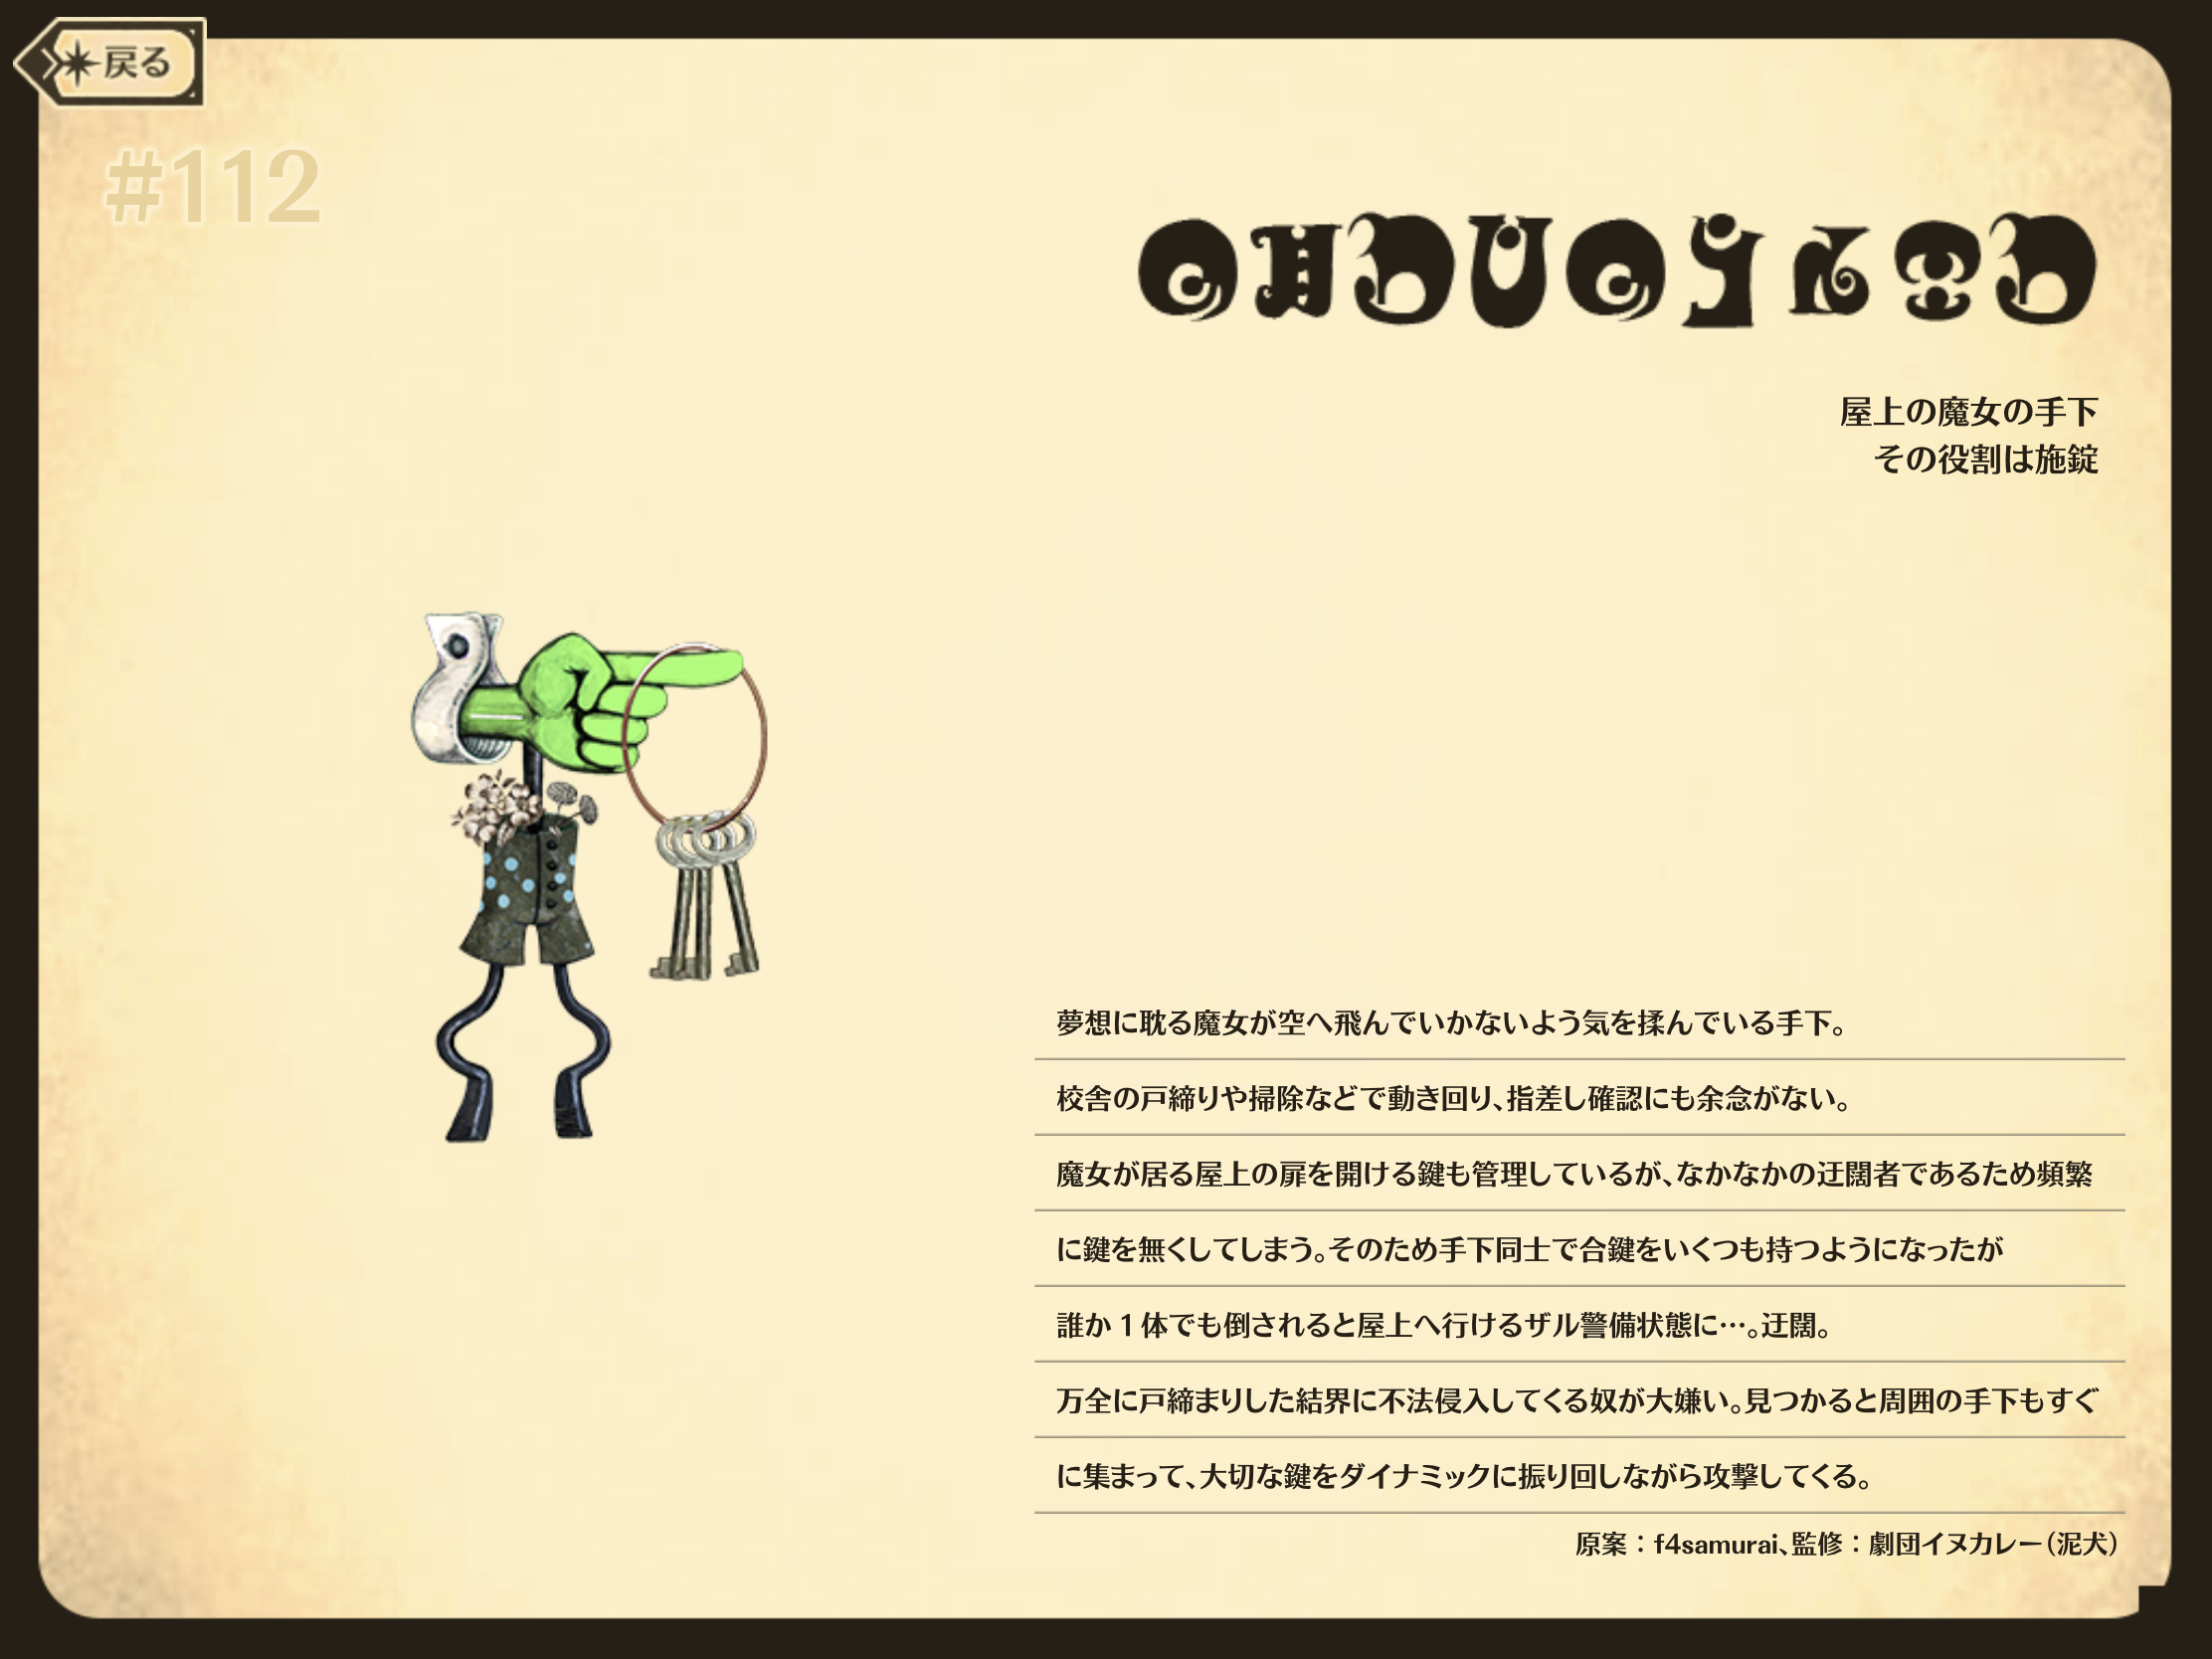 戻る
#112
屋上の魔女の手下
その役割は施錠
夢想に耽る魔女が空へ飛んでいかないよう気を揉んでいる手下。
校舎の戸締りや掃除などで動き回り、指差し確認にも余念がない。
魔女が居る屋上の扉を開ける鍵も管理しているが、なかなかの迂闊者であるため頻繁
に鍵を無くしてしまう。そのため手下同士で合鍵をいくつも持つようになったが
誰か1体でも倒されると屋上へ行けるザル警備状態に…。迂闊。
万全に戸締まりした結界に不法侵入してくる奴が大嫌い。見つかると周囲の手下もすぐ
に集まって、大切な鍵をダイナミックに振り回しながら攻撃してくる。
原案：f4samurai、監修：劇団イヌカレー（泥犬）